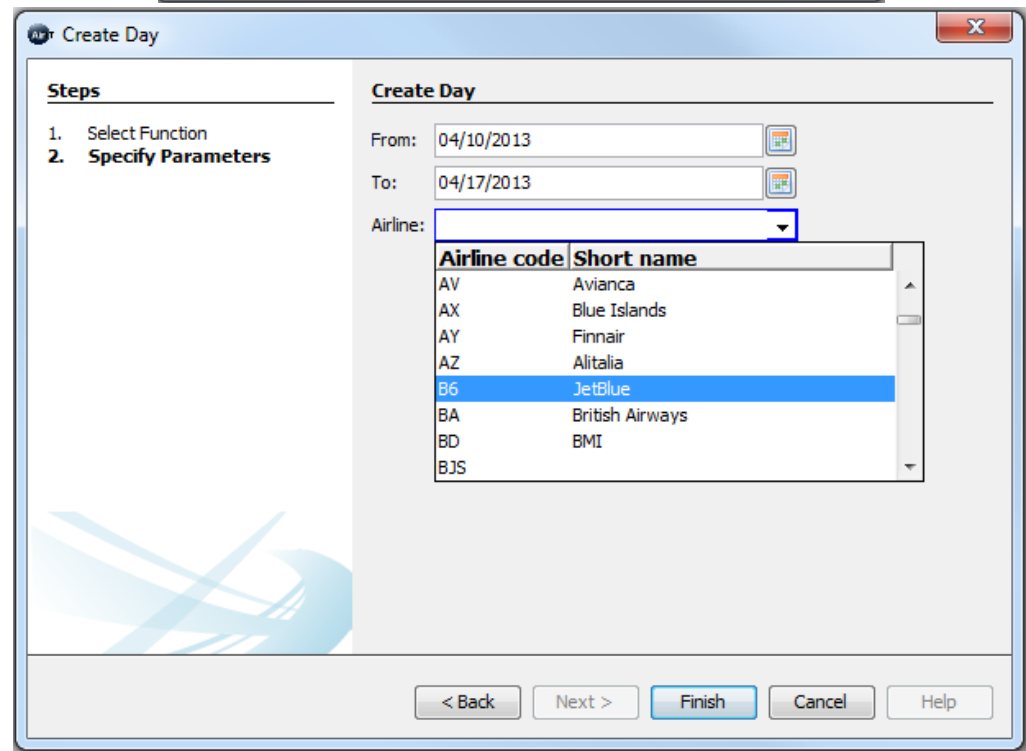 Create Day
Steps
1. Select Function
2. Specify Parameters
Create Day
From: 04/10/2013
To: 04/17/2013
Airline:
Airline code Short name
AV Avianca
AX Blue Islands
AY Finnair
AZ Alitalia
B6 JetBlue
BA British Airways
BD BMI
BJS
< Back Next > Finish Cancel Help